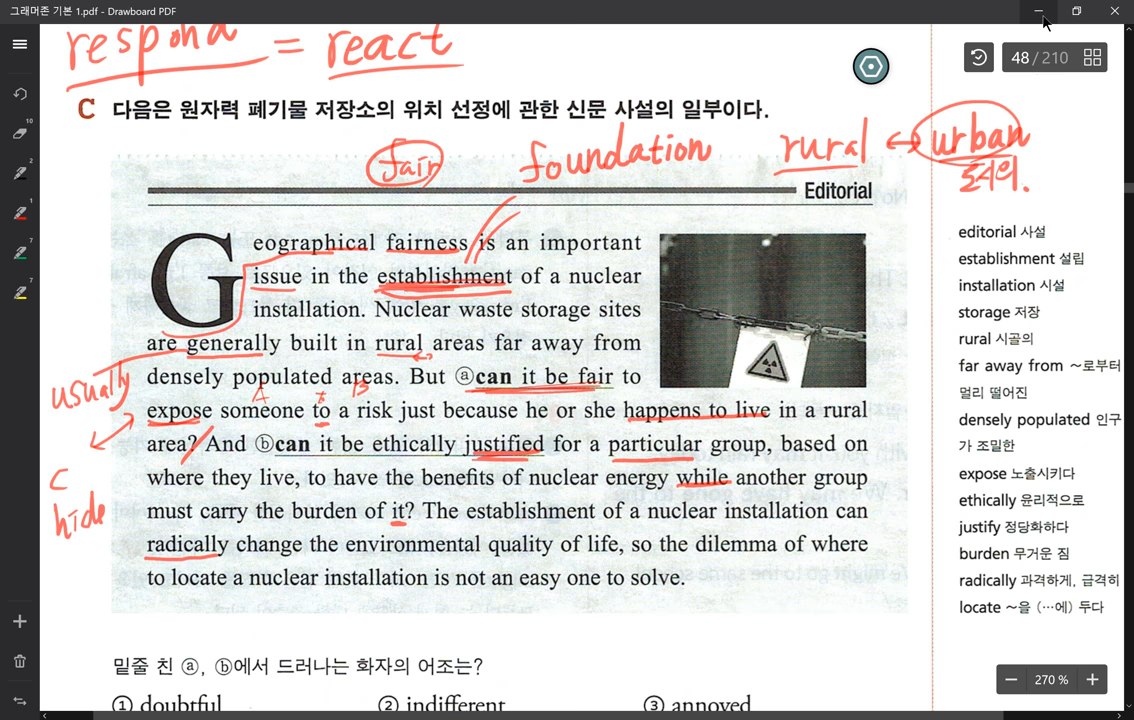 그래머존 기본 1.pdf - Drawboard PDF
respond = react
48 / 210
C 다음은 원자력 폐기물 저장소의 위치 선정에 관한 신문 사설의 일부이다.
fair foundation rural ↔ urban
도시의.
Editorial
Geographical fairness is an important
issue in the establishment of a nuclear
installation. Nuclear waste storage sites
are generally built in rural areas far away from
densely populated areas. But ⓐcan it be fair to
usually
A B
expose someone to a risk just because he or she happens to live in a rural
area? And ⓑcan it be ethically justified for a particular group, based on
where they live, to have the benefits of nuclear energy while another group
hide
must carry the burden of it? The establishment of a nuclear installation can
radically change the environmental quality of life, so the dilemma of where
to locate a nuclear installation is not an easy one to solve.
editorial 사설
establishment 설립
installation 시설
storage 저장
rural 시골의
far away from ~로부터
멀리 떨어진
densely populated 인구
가 조밀한
expose 노출시키다
ethically 윤리적으로
justify 정당화하다
burden 무거운 짐
radically 과격하게, 급격히
locate ~을 (…에) 두다
밑줄 친 ⓐ, ⓑ에서 드러나는 화자의 어조는?
① doubtful ② indifferent ③ annoyed
270 %
10
2
1
7
7